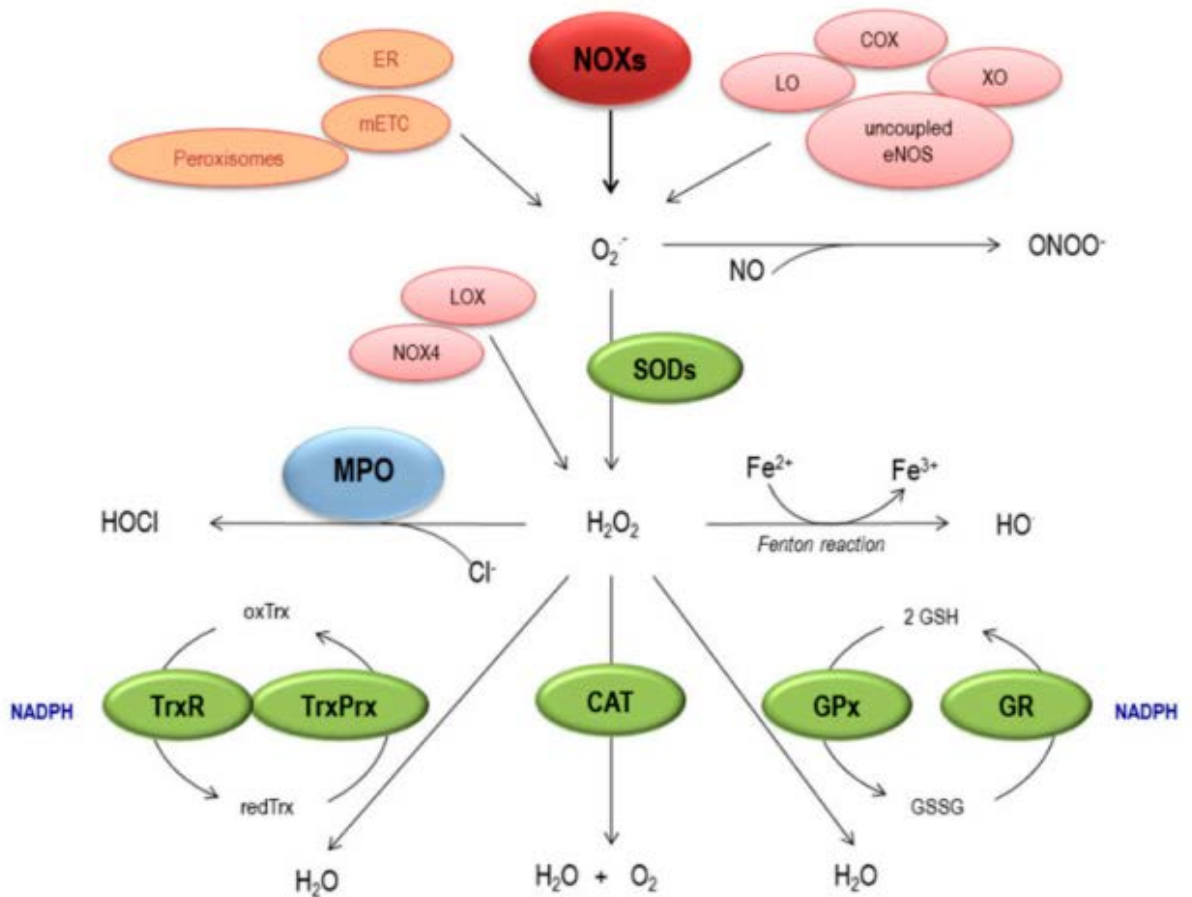 ER
NOXs
COX
LO
XO
mETC
uncoupled
eNOS
Peroxisomes
O₂˙⁻
NO
ONOO⁻
LOX
NOX4
SODs
MPO
Fe²⁺
Fe³⁺
HOCl
H₂O₂
HO˙
Fenton reaction
Cl⁻
oxTrx
2 GSH
NADPH
TrxR
TrxPrx
CAT
GPx
GR
NADPH
redTrx
GSSG
H₂O
H₂O + O₂
H₂O